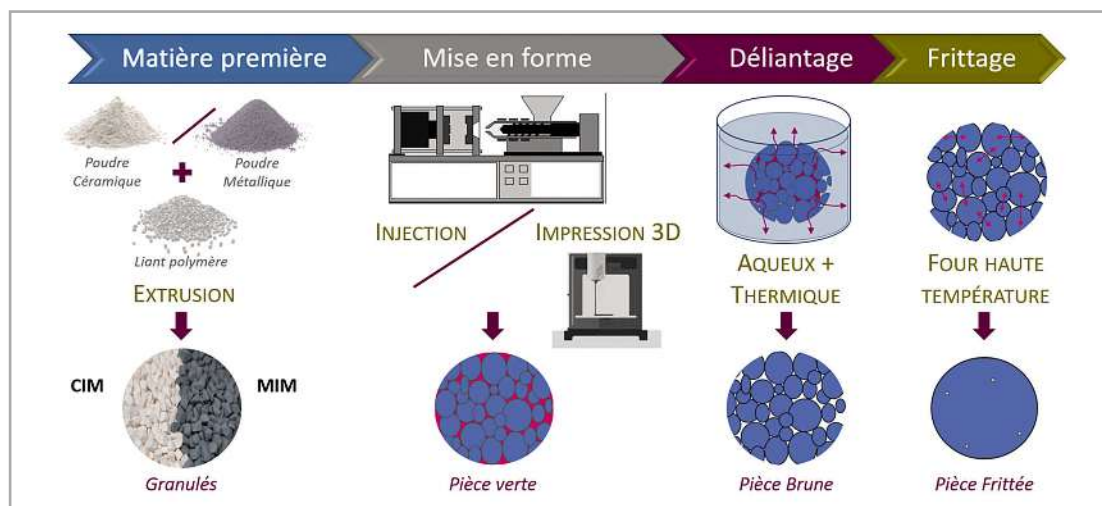 Matière première
Mise en forme
Déliantage
Frittage
Poudre
Céramique
Poudre
Métallique
Liant polymère
EXTRUSION
CIM
MIM
Granulés
INJECTION
IMPRESSION 3D
Pièce verte
AQUEUX +
THERMIQUE
Pièce Brune
FOUR HAUTE
TEMPÉRATURE
Pièce Frittée